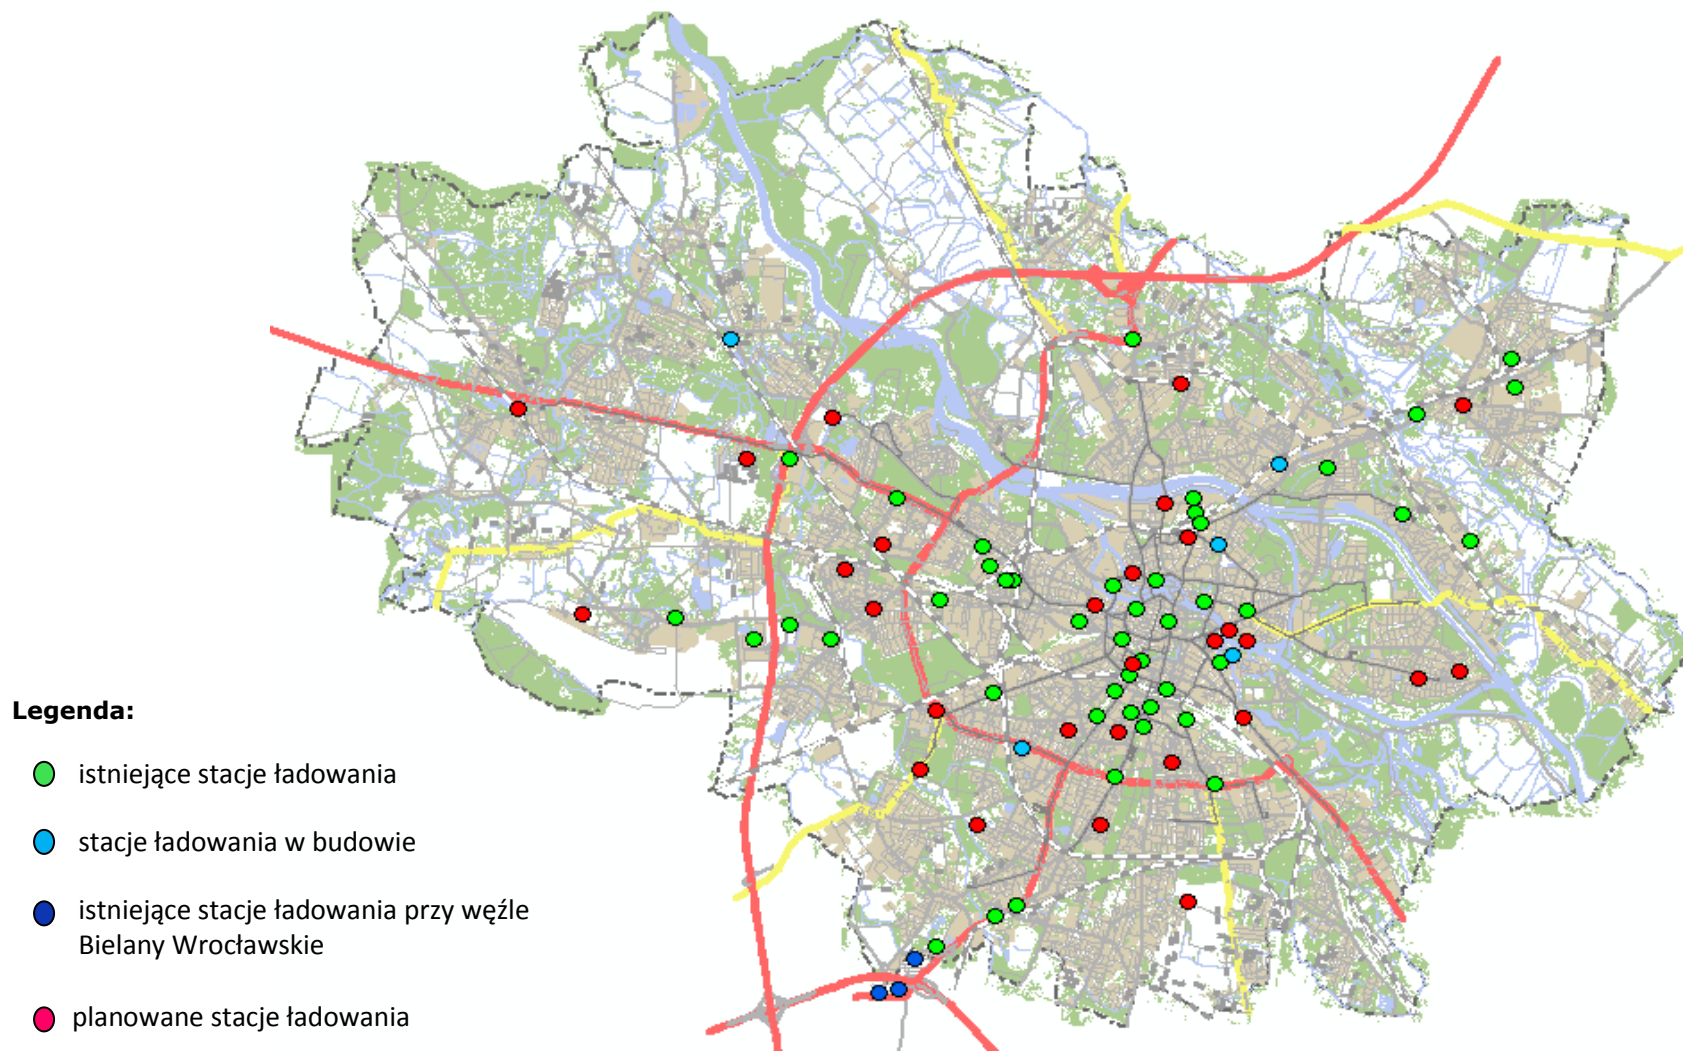 Legenda:
istniejące stacje ładowania
stacje ładowania w budowie
istniejące stacje ładowania przy węźle
Bielany Wrocławskie
planowane stacje ładowania